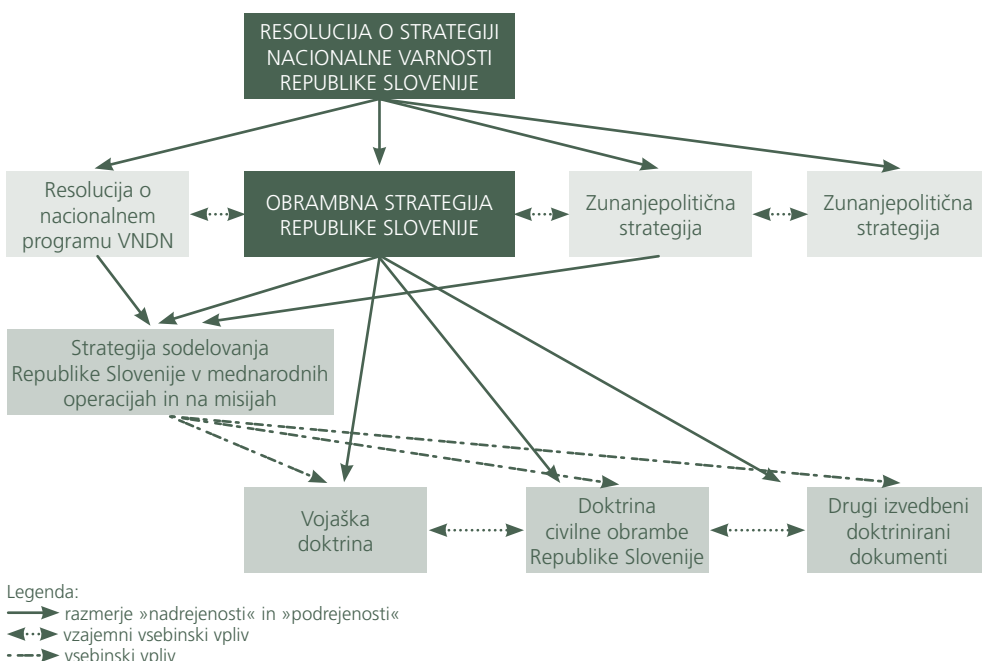 RESOLUCIJA O STRATEGIJI
NACIONALNE VARNOSTI
REPUBLIKE SLOVENIJE
Resolucija o
nacionalnem
programu VNDN
OBRAMBNA STRATEGIJA
REPUBLIKE SLOVENIJE
Zunanjepolitična
strategija
Zunanjepolitična
strategija
Strategija sodelovanja
Republike Slovenije v mednarodnih
operacijah in na misijah
Vojaška
doktrina
Doktrina
civilne obrambe
Republike Slovenije
Drugi izvedbeni
doktrinirani
dokumenti
Legenda:
razmerje »nadrejenosti« in »podrejenosti«
vzajemni vsebinski vpliv
vsebinski vpliv